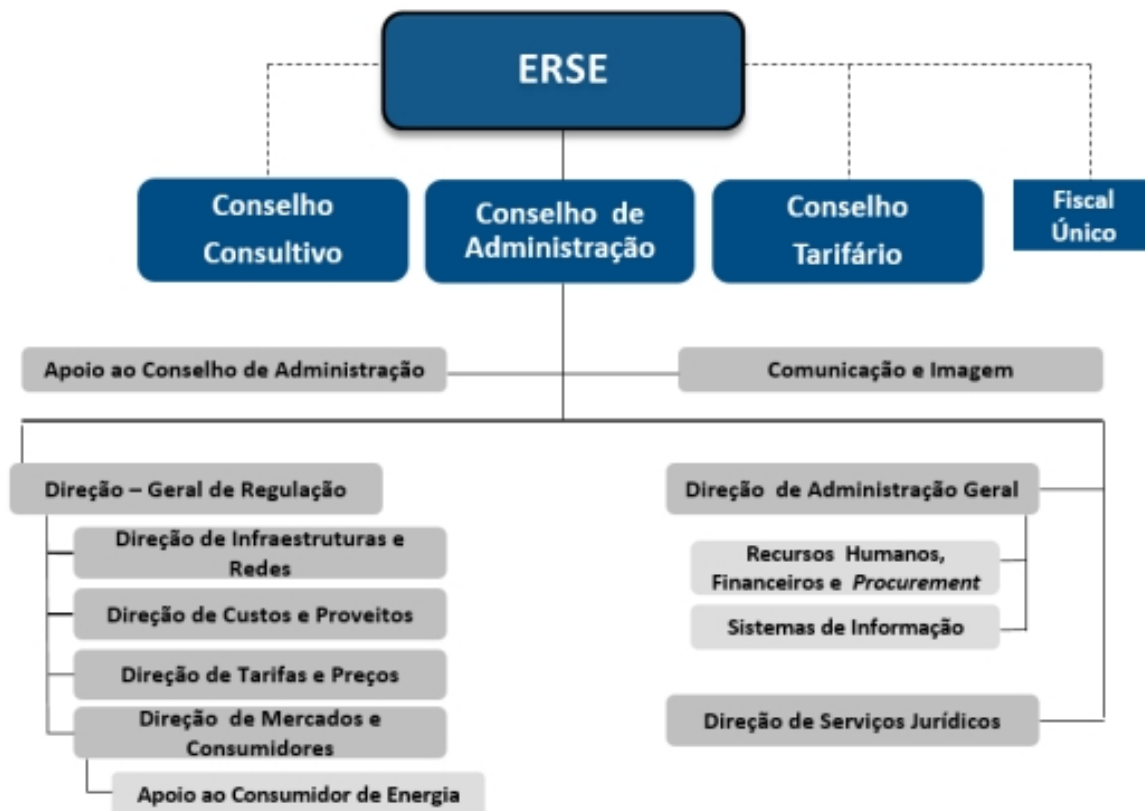 ERSE
Conselho
Consultivo
Conselho de
Administração
Conselho
Tarifário
Fiscal
Único
Apoio ao Conselho de Administração
Comunicação e Imagem
Direção – Geral de Regulação
Direção de Infraestruturas e
Redes
Direção de Custos e Proveitos
Direção de Tarifas e Preços
Direção de Mercados e
Consumidores
Apoio ao Consumidor de Energia
Direção de Administração Geral
Recursos Humanos,
Financeiros e Procurement
Sistemas de Informação
Direção de Serviços Jurídicos